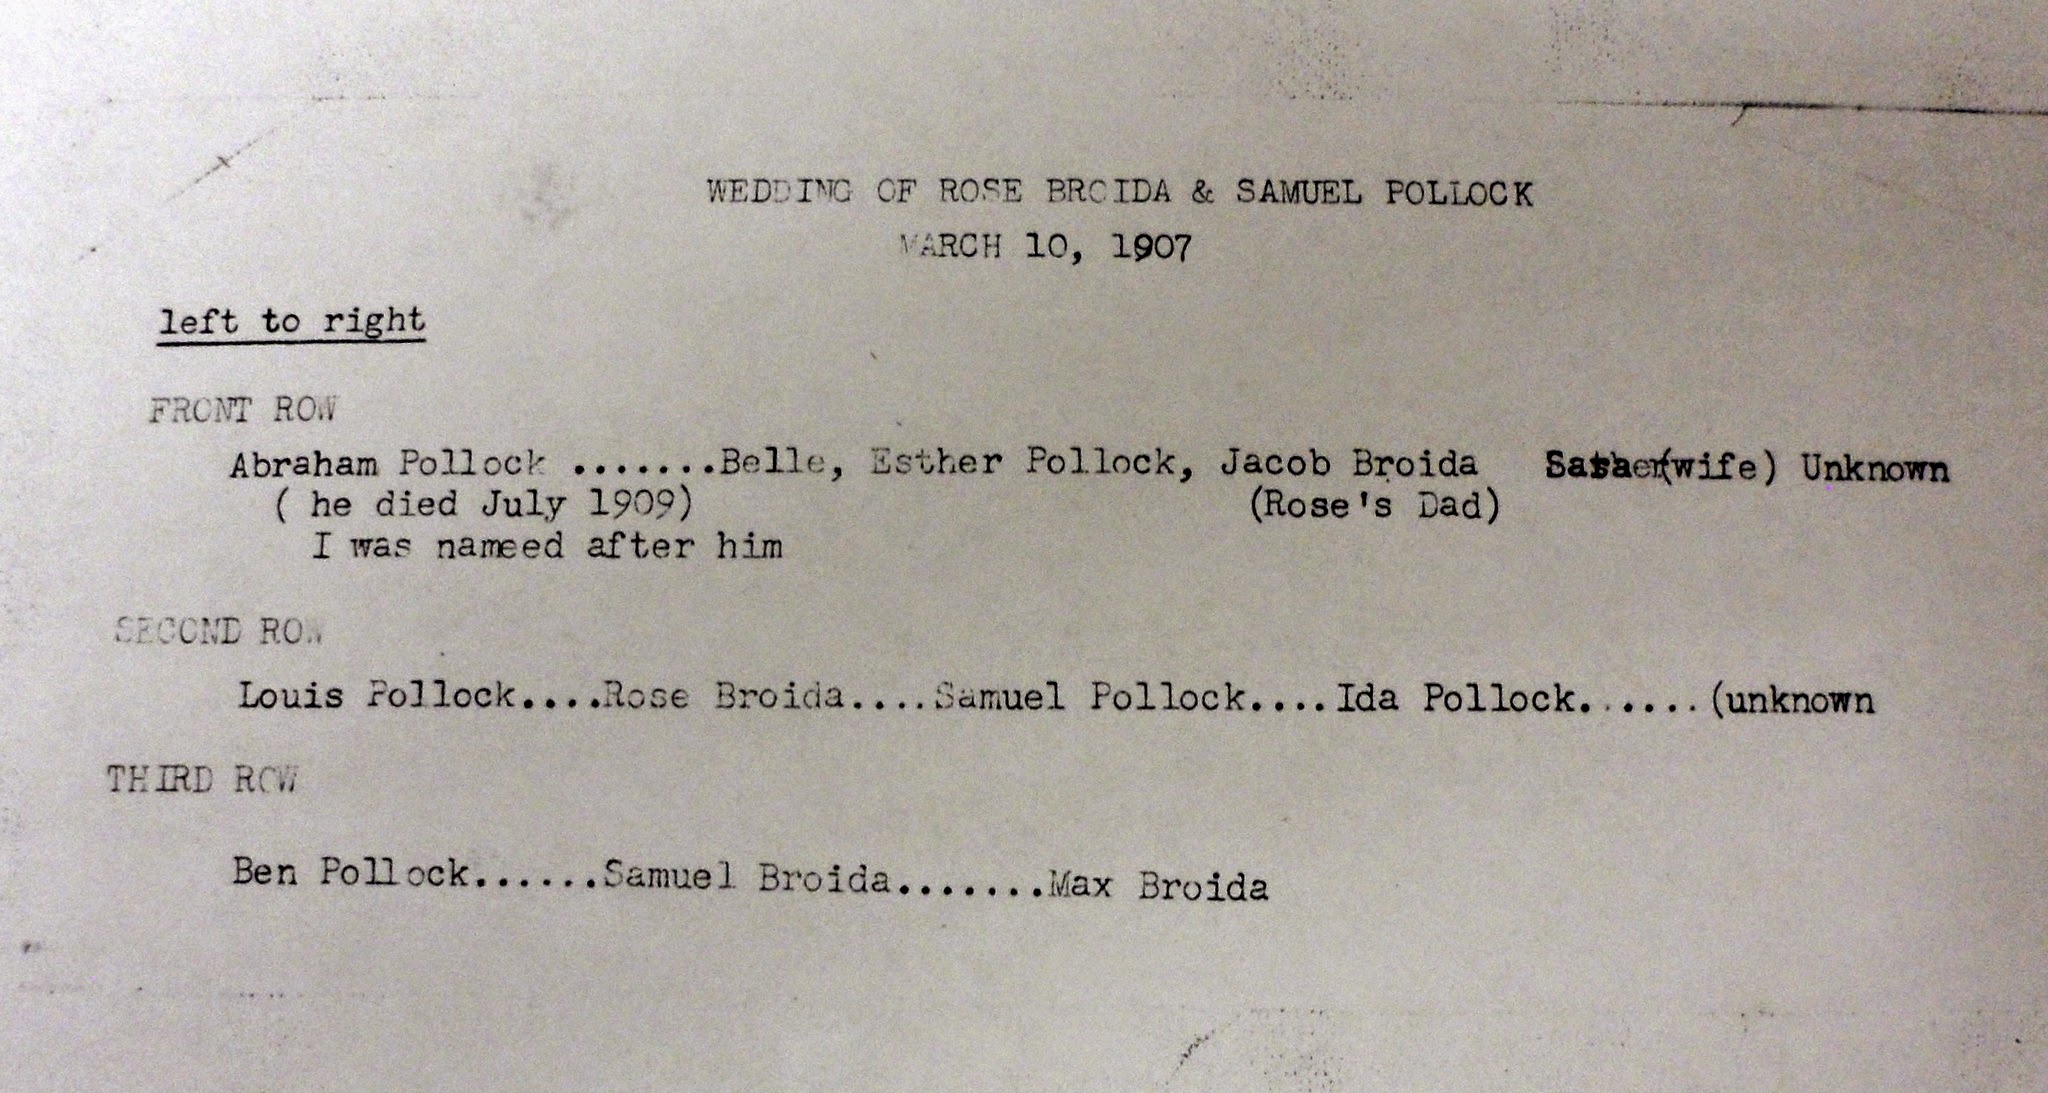 WEDDING OF ROSE BROIDA & SAMUEL POLLOCK
MARCH 10, 1907
left to right
FRONT ROW
Abraham Pollock .......Belle, Esther Pollock, Jacob Broida (wife) Unknown
( he died July 1909) (Rose's Dad)
I was nameed after him
SECOND ROW
Louis Pollock....Rose Broida....Samuel Pollock....Ida Pollock.......(unknown
THIRD ROW
Ben Pollock......Samuel Broida.......Max Broida